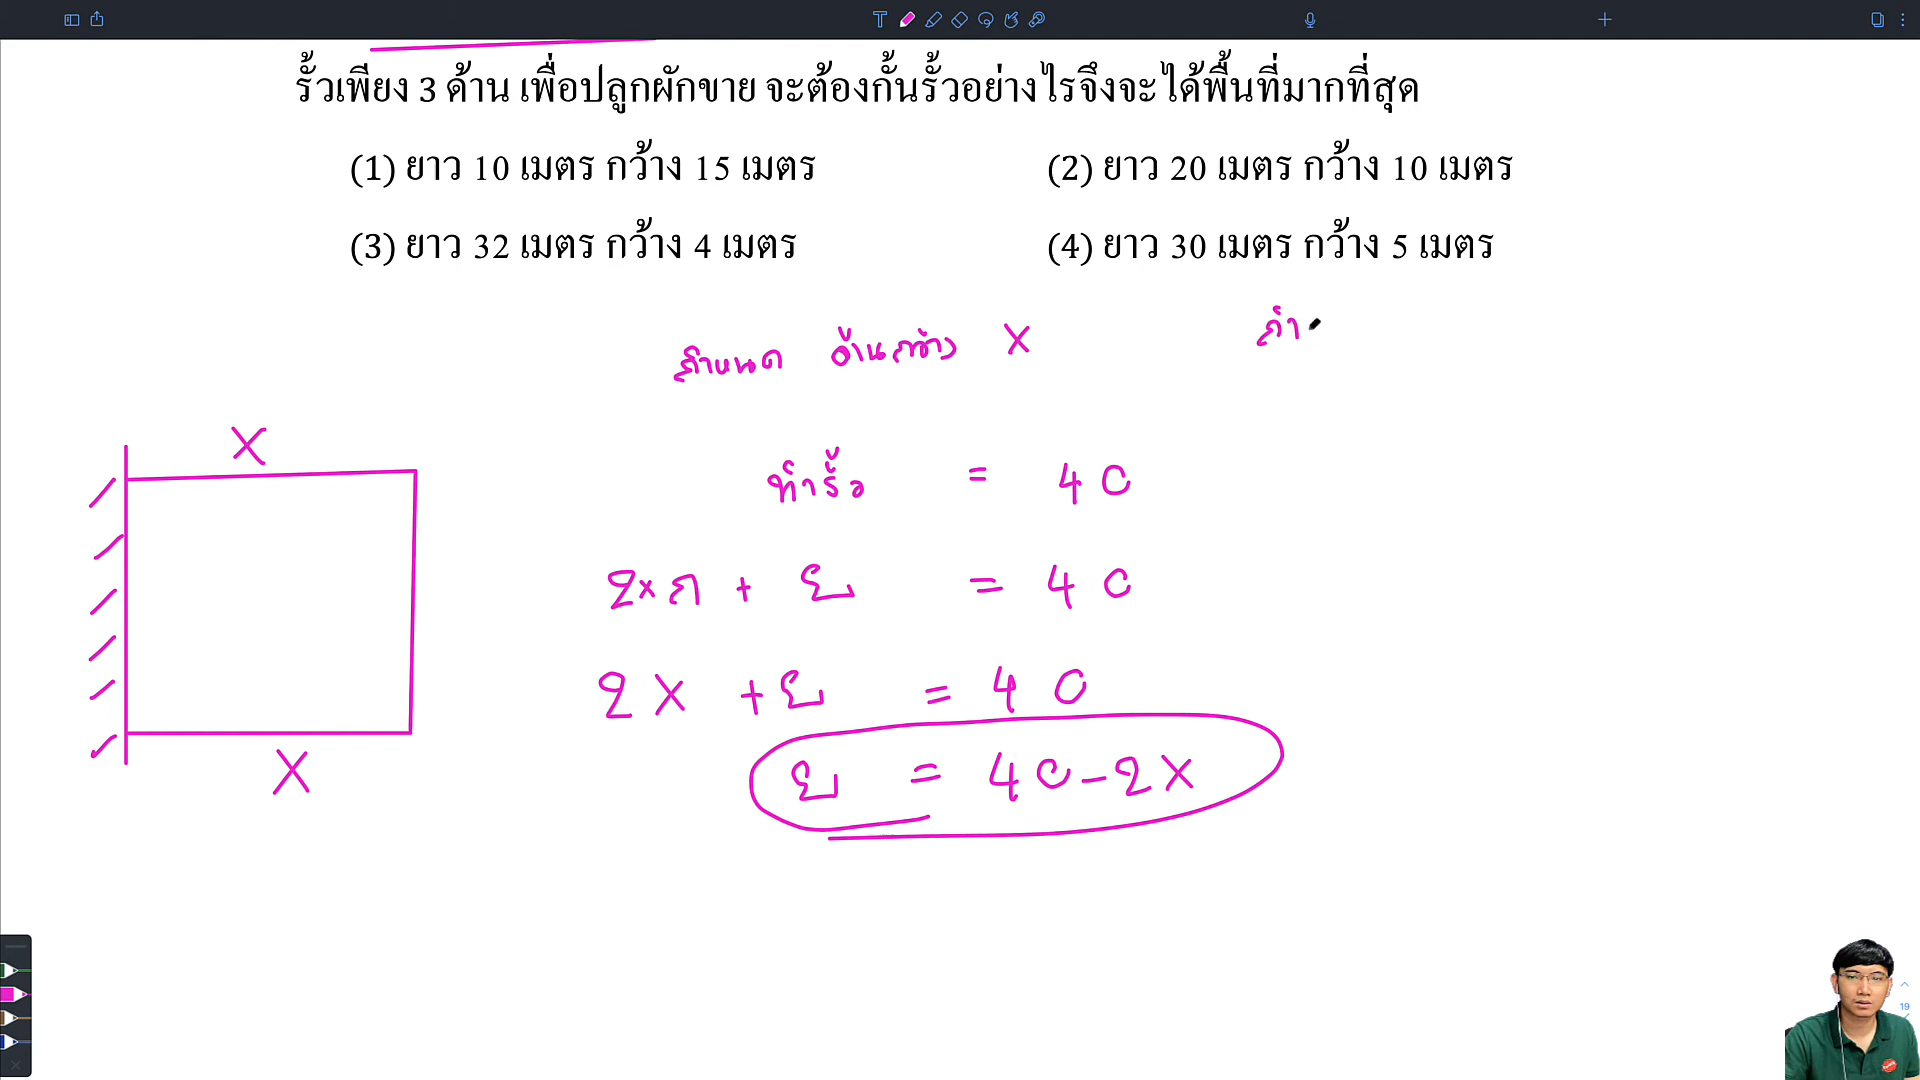 รั้วเพียง 3 ด้าน เพื่อปลูกผักขาย จะต้องกั้นรั้วอย่างไรจึงจะได้พื้นที่มากที่สุด
(1) ยาว 10 เมตร กว้าง 15 เมตร
(2) ยาว 20 เมตร กว้าง 10 เมตร
(3) ยาว 32 เมตร กว้าง 4 เมตร
(4) ยาว 30 เมตร กว้าง 5 เมตร
กำหนด ด้านกว้าง X
กำ
X
ทำรั้ว = 40
2×ก + ย = 40
2X + ย = 40
ย = 40-2X
X
19